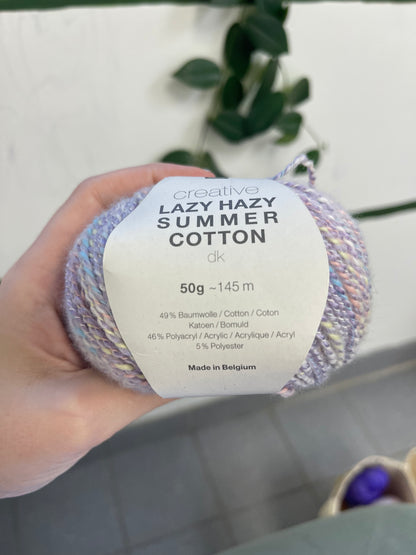 creative
LAZY HAZY
SUMMER
COTTON
dk
50g ~145 m
49% Baumwolle / Cotton / Coton
Katoen / Bomuld
46% Polyacryl / Acrylic / Acrylique / Acryl
5% Polyester
Made in Belgium